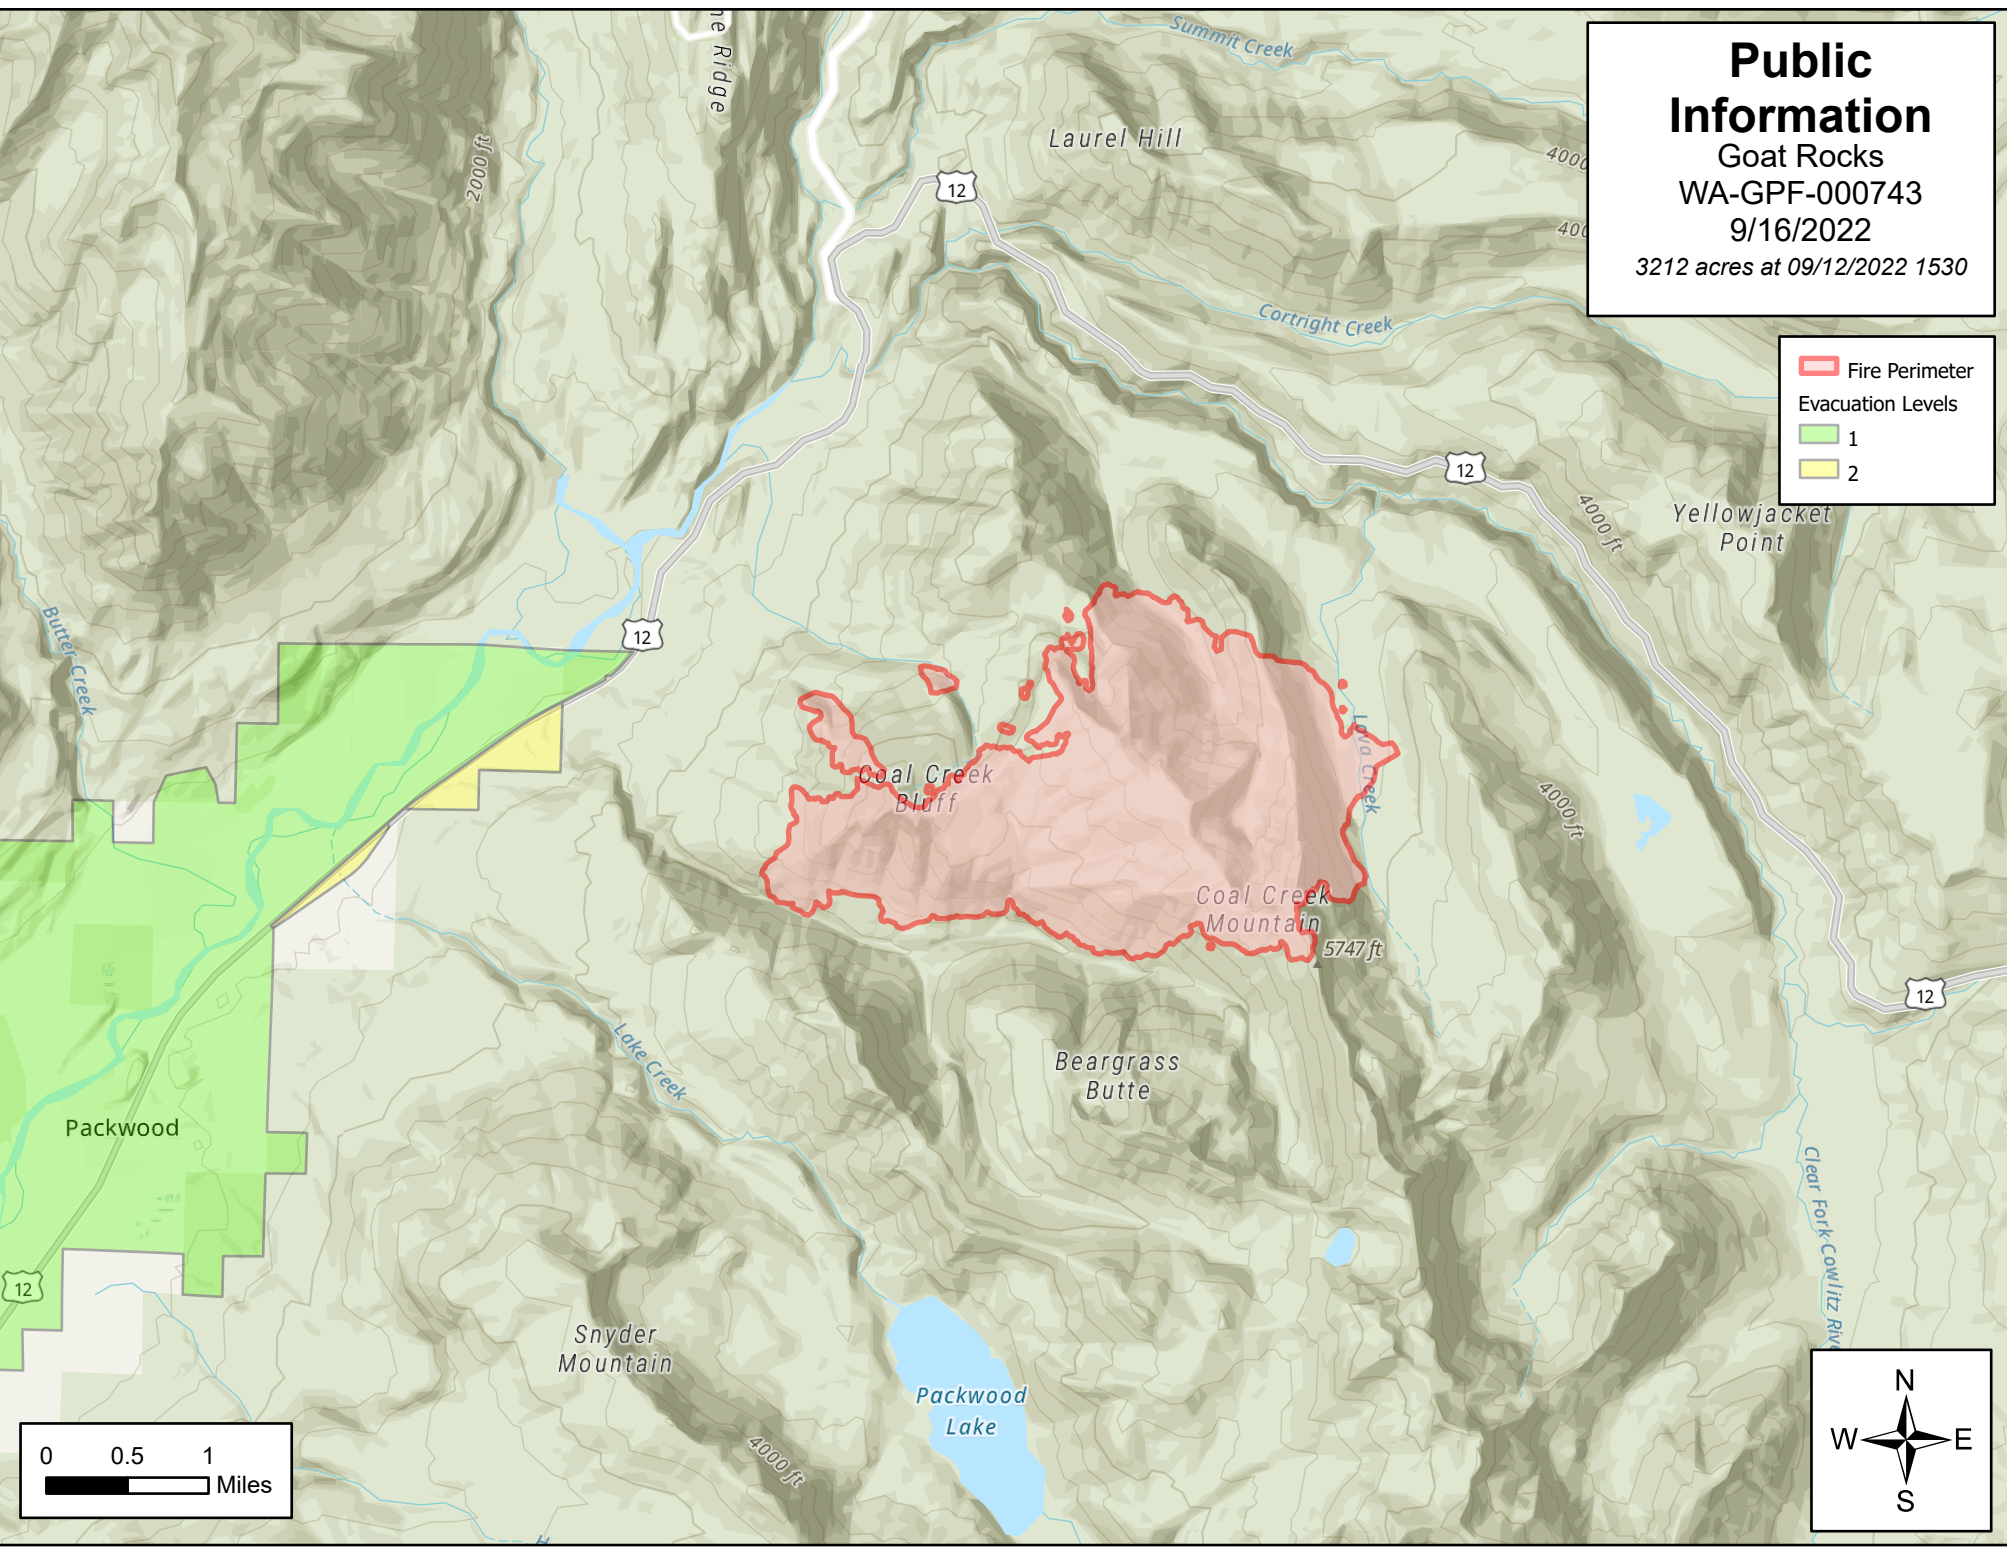 Public
Information
Goat Rocks
WA-GPF-000743
9/16/2022
3212 acres at 09/12/2022 1530
Fire Perimeter
Evacuation Levels
1
2
Summit Creek
Ridge
Laurel Hill
2000 ft
4000
12
Cortright Creek
12
4000 ft
Yellowjacket
Point
Butter Creek
12
Coal Creek
Bluff
Lava Creek
4000 ft
Coal Creek
Mountain
5747 ft
12
Lake Creek
Beargrass
Butte
Packwood
Clear Fork Cowlitz
12
Snyder
Mountain
Packwood
Lake
4000 ft
0 0.5 1
Miles
N
W E
S